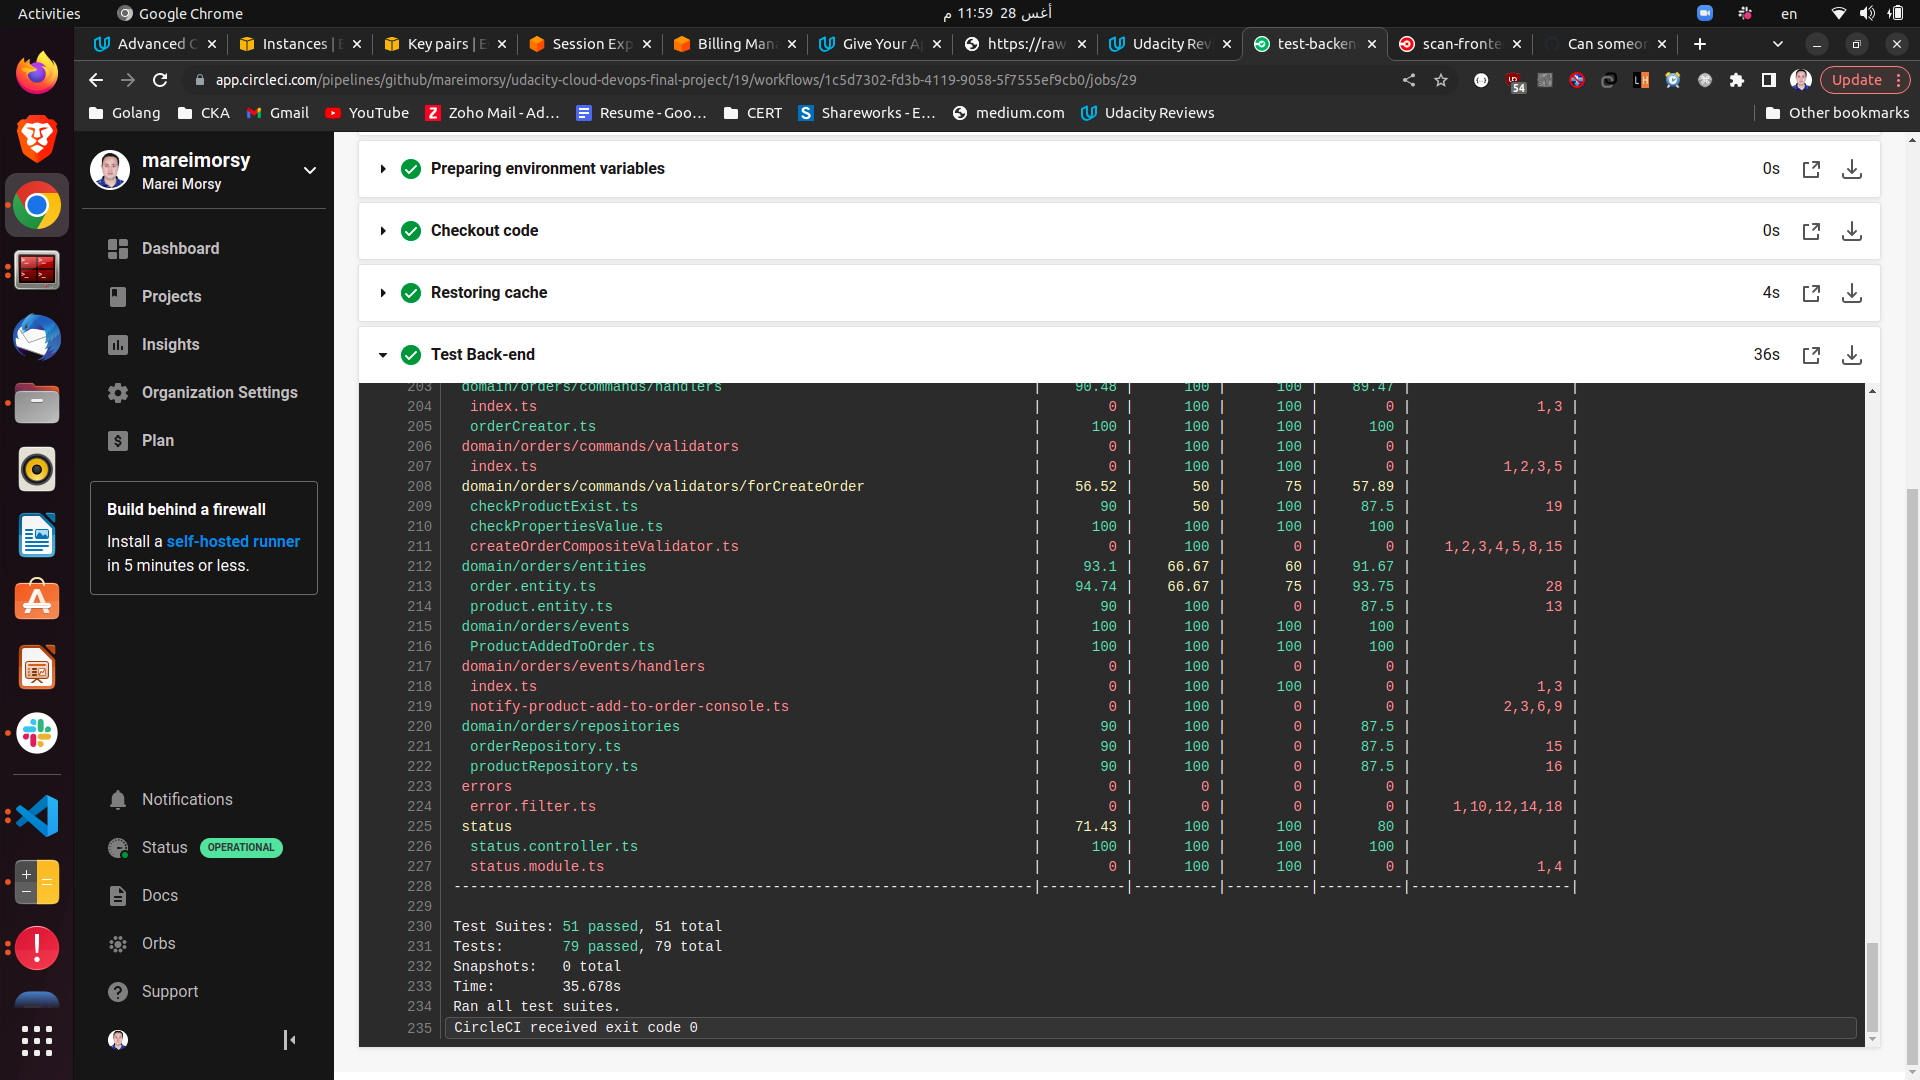 Activities
Google Chrome
أغس 28 11:59 م
en
Advanced C
Instances | E
Key pairs | E
Session Exp
Billing Man
Give Your A
https://raw
Udacity Rev
test-backen
scan-fronte
Can someon
app.circleci.com/pipelines/github/mareimorsy/udacity-cloud-devops-final-project/19/workflows/1c5d7302-fd3b-4119-9058-5f7555ef9cb0/jobs/29
54
Update
Golang
CKA
Gmail
YouTube
Zoho Mail - Ad...
Resume - Goo...
CERT
Shareworks - E...
medium.com
Udacity Reviews
Other bookmarks
mareimorsy
Marei Morsy
Dashboard
Projects
Insights
Organization Settings
Plan
Build behind a firewall
Install a self-hosted runner
in 5 minutes or less.
Notifications
Status OPERATIONAL
Docs
Orbs
Support
Preparing environment variables 0s
Checkout code 0s
Restoring cache 4s
Test Back-end 36s
203 domain/orders/commands/handlers | 90.48 | 100 | 100 | 89.47 | |
204 index.ts | 0 | 100 | 100 | 0 | 1,3 |
205 orderCreator.ts | 100 | 100 | 100 | 100 | |
206 domain/orders/commands/validators | 0 | 100 | 100 | 0 | |
207 index.ts | 0 | 100 | 100 | 0 | 1,2,3,5 |
208 domain/orders/commands/validators/forCreateOrder | 56.52 | 50 | 75 | 57.89 | |
209 checkProductExist.ts | 90 | 50 | 100 | 87.5 | 19 |
210 checkPropertiesValue.ts | 100 | 100 | 100 | 100 | |
211 createOrderCompositeValidator.ts | 0 | 100 | 0 | 0 | 1,2,3,4,5,8,15 |
212 domain/orders/entities | 93.1 | 66.67 | 60 | 91.67 | |
213 order.entity.ts | 94.74 | 66.67 | 75 | 93.75 | 28 |
214 product.entity.ts | 90 | 100 | 0 | 87.5 | 13 |
215 domain/orders/events | 100 | 100 | 100 | 100 | |
216 ProductAddedToOrder.ts | 100 | 100 | 100 | 100 | |
217 domain/orders/events/handlers | 0 | 100 | 0 | 0 | |
218 index.ts | 0 | 100 | 100 | 0 | 1,3 |
219 notify-product-add-to-order-console.ts | 0 | 100 | 0 | 0 | 2,3,6,9 |
220 domain/orders/repositories | 90 | 100 | 0 | 87.5 | |
221 orderRepository.ts | 90 | 100 | 0 | 87.5 | 15 |
222 productRepository.ts | 90 | 100 | 0 | 87.5 | 16 |
223 errors | 0 | 0 | 0 | 0 | |
224 error.filter.ts | 0 | 0 | 0 | 0 | 1,10,12,14,18 |
225 status | 71.43 | 100 | 100 | 80 | |
226 status.controller.ts | 100 | 100 | 100 | 100 | |
227 status.module.ts | 0 | 100 | 100 | 0 | 1,4 |
228 ---------------------------------------------------------------------|----------|----------|----------|----------|-------------------|
229
230 Test Suites: 51 passed, 51 total
231 Tests: 79 passed, 79 total
232 Snapshots: 0 total
233 Time: 35.678s
234 Ran all test suites.
235 CircleCI received exit code 0